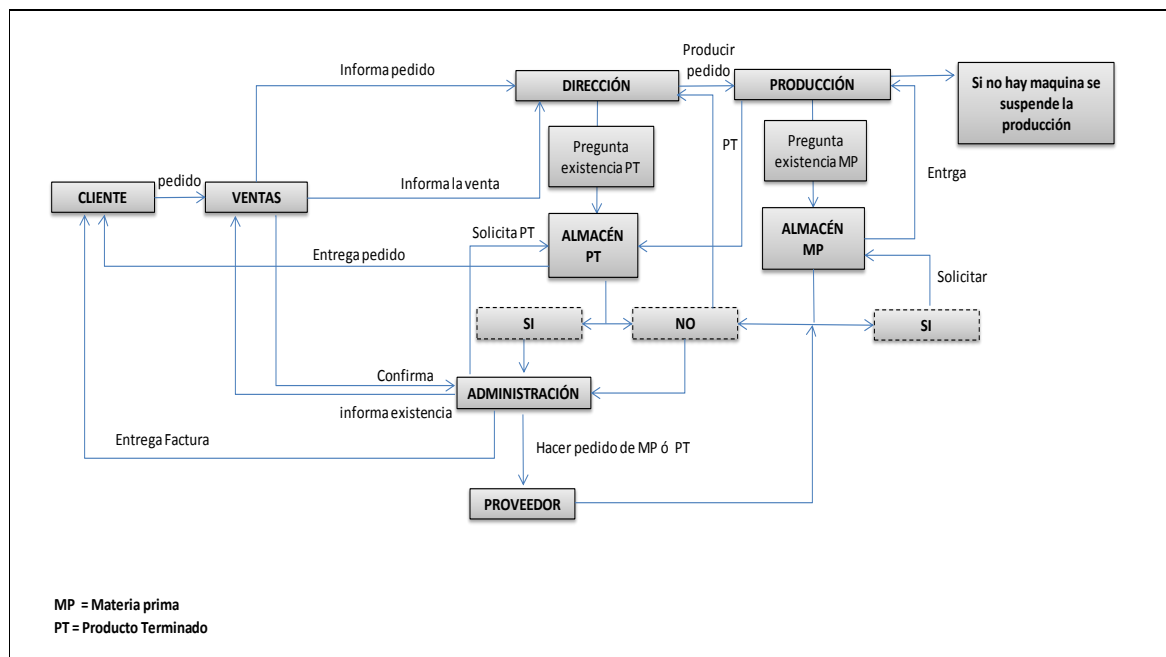 Producir
pedido
Informa pedido
DIRECCIÓN
PRODUCCIÓN
Si no hay maquina se
suspende la
producción
Pregunta
existencia PT
PT
Pregunta
existencia MP
Entrga
pedido
CLIENTE
VENTAS
Informa la venta
Solicita PT
ALMACÉN
PT
ALMACÉN
MP
Entrega pedido
Solicitar
SI
NO
SI
Confirma
ADMINISTRACIÓN
informa existencia
Entrega Factura
Hacer pedido de MP ó PT
PROVEEDOR
MP = Materia prima
PT = Producto Terminado